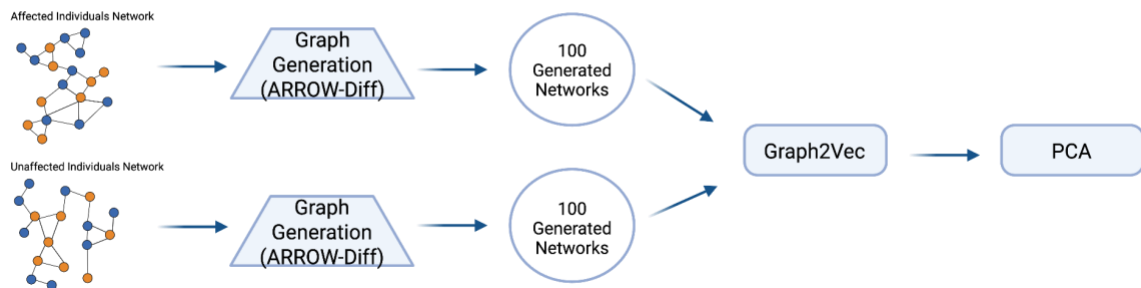 Affected Individuals Network
Graph
Generation
(ARROW-Diff)
100
Generated
Networks
Unaffected Individuals Network
Graph
Generation
(ARROW-Diff)
100
Generated
Networks
Graph2Vec
PCA